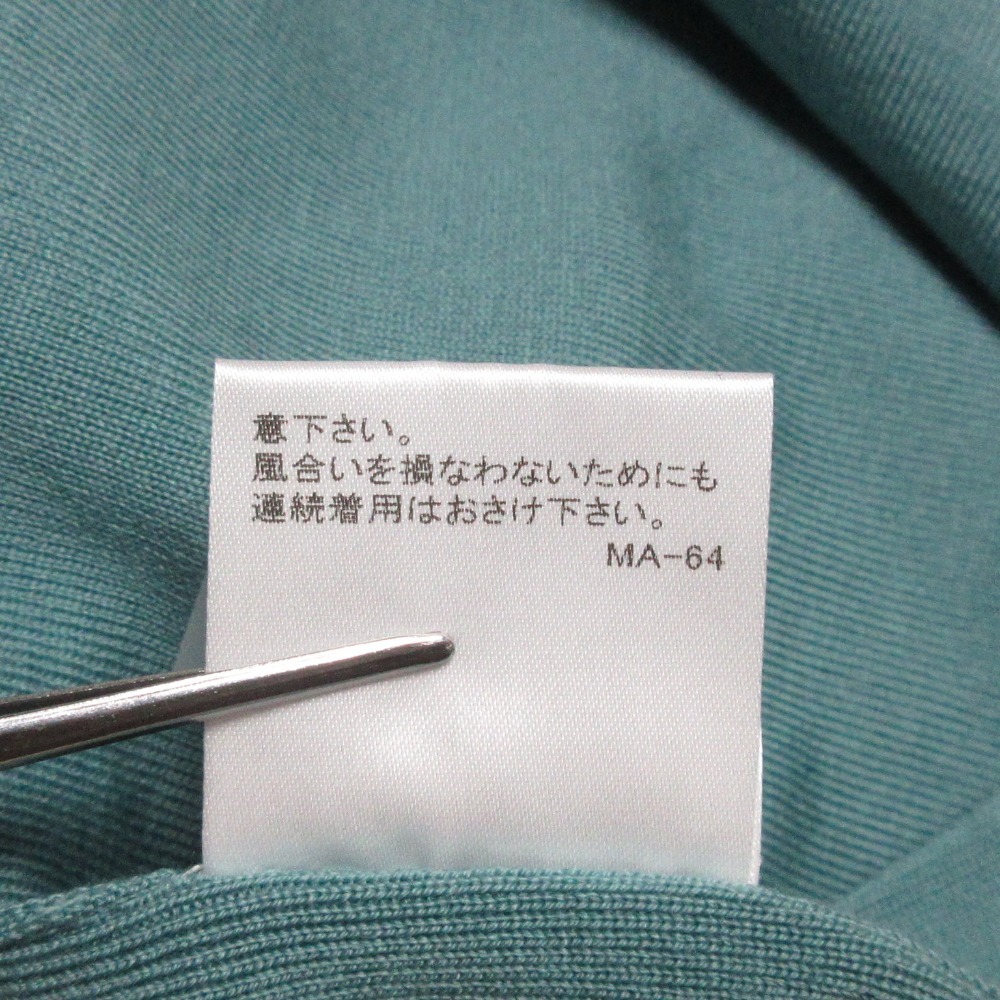 意下さい。
風合いを損なわないためにも
連続着用はおさけ下さい。
MA-64